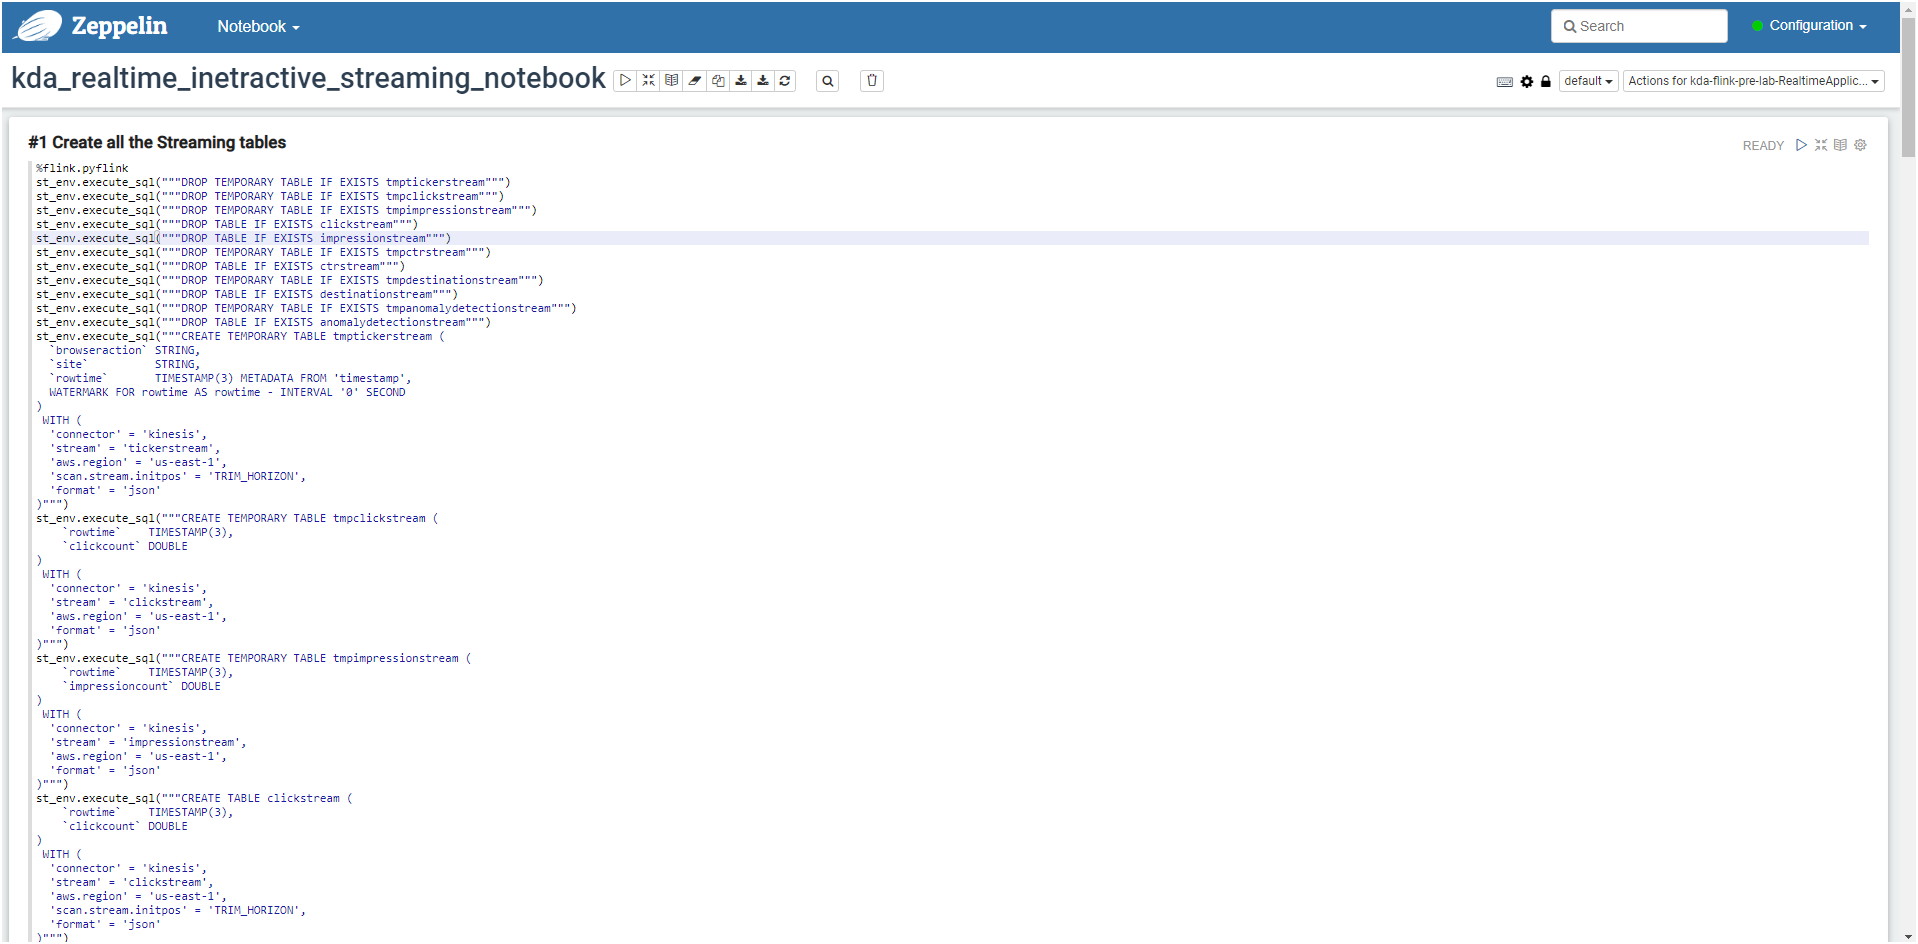 Zeppelin
Notebook
Search
Configuration
kda_realtime_inetractive_streaming_notebook
default
Actions for kda-flink-pre-lab-RealtimeApplic...
#1 Create all the Streaming tables
READY
%flink.pyflink
st_env.execute_sql("""DROP TEMPORARY TABLE IF EXISTS tmptickerstream""")
st_env.execute_sql("""DROP TEMPORARY TABLE IF EXISTS tmpclickstream""")
st_env.execute_sql("""DROP TEMPORARY TABLE IF EXISTS tmpimpressionstream""")
st_env.execute_sql("""DROP TABLE IF EXISTS clickstream""")
st_env.execute_sql("""DROP TABLE IF EXISTS impressionstream""")
st_env.execute_sql("""DROP TEMPORARY TABLE IF EXISTS tmpctrstream""")
st_env.execute_sql("""DROP TABLE IF EXISTS ctrstream""")
st_env.execute_sql("""DROP TEMPORARY TABLE IF EXISTS tmpdestinationstream""")
st_env.execute_sql("""DROP TABLE IF EXISTS destinationstream""")
st_env.execute_sql("""DROP TEMPORARY TABLE IF EXISTS tmpanomalydetectionstream""")
st_env.execute_sql("""DROP TABLE IF EXISTS anomalydetectionstream""")
st_env.execute_sql("""CREATE TEMPORARY TABLE tmptickerstream (
`browseraction` STRING,
`site` STRING,
`rowtime` TIMESTAMP(3) METADATA FROM 'timestamp',
WATERMARK FOR rowtime AS rowtime - INTERVAL '0' SECOND
)
WITH (
'connector' = 'kinesis',
'stream' = 'tickerstream',
'aws.region' = 'us-east-1',
'scan.stream.initpos' = 'TRIM_HORIZON',
'format' = 'json'
)""")
st_env.execute_sql("""CREATE TEMPORARY TABLE tmpclickstream (
`rowtime` TIMESTAMP(3),
`clickcount` DOUBLE
)
WITH (
'connector' = 'kinesis',
'stream' = 'clickstream',
'aws.region' = 'us-east-1',
'format' = 'json'
)""")
st_env.execute_sql("""CREATE TEMPORARY TABLE tmpimpressionstream (
`rowtime` TIMESTAMP(3),
`impressioncount` DOUBLE
)
WITH (
'connector' = 'kinesis',
'stream' = 'impressionstream',
'aws.region' = 'us-east-1',
'format' = 'json'
)""")
st_env.execute_sql("""CREATE TABLE clickstream (
`rowtime` TIMESTAMP(3),
`clickcount` DOUBLE
)
WITH (
'connector' = 'kinesis',
'stream' = 'clickstream',
'aws.region' = 'us-east-1',
'scan.stream.initpos' = 'TRIM_HORIZON',
'format' = 'json'
)""")